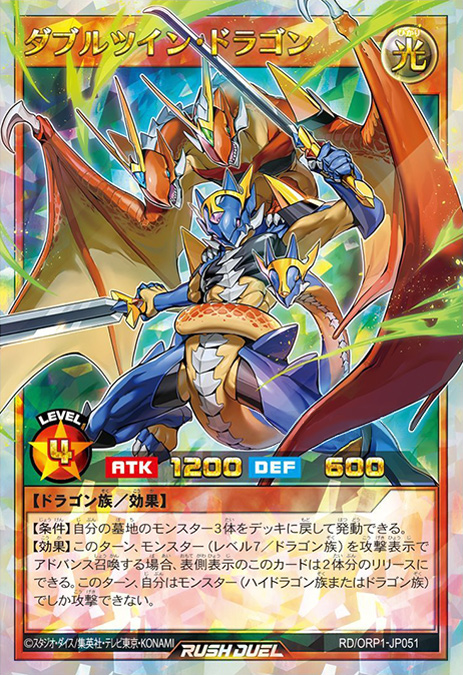 ダブルツイン・ドラゴン
光
LEVEL
4
ATK 1200 DEF 600
【ドラゴン族/効果】
【条件】自分の墓地のモンスター3体をデッキに戻して発動できる。
【効果】このターン、モンスター(レベル7/ドラゴン族)を攻撃表示で
アドバンス召喚する場合、表側表示のこのカードは2体分のリリースに
できる。このターン、自分はモンスター(ハイドラゴン族またはドラゴン族)
でしか攻撃できない。
©スタジオ・ダイス/集英社・テレビ東京・KONAMI
RUSH DUEL
RD/ORP1-JP051